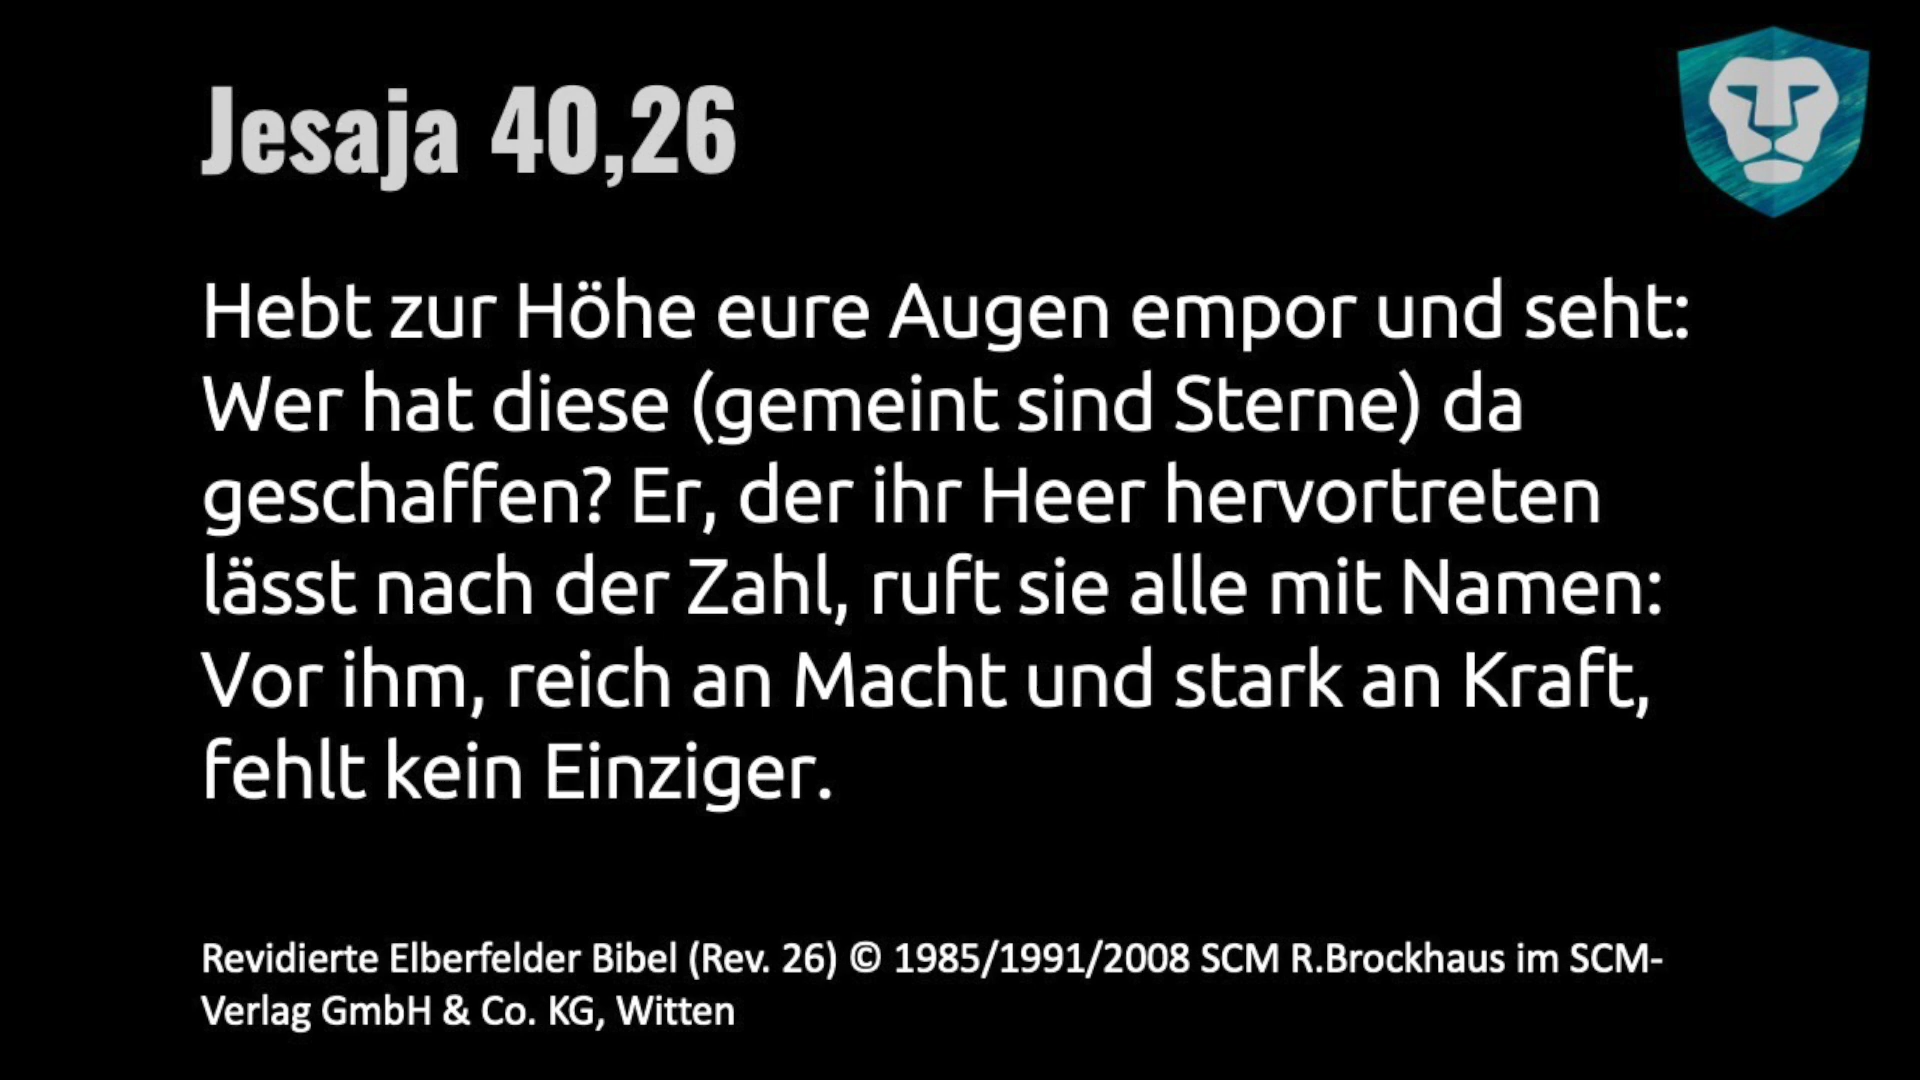 Jesaja 40,26
Hebt zur Höhe eure Augen empor und seht:
Wer hat diese (gemeint sind Sterne) da
geschaffen? Er, der ihr Heer hervortreten
lässt nach der Zahl, ruft sie alle mit Namen:
Vor ihm, reich an Macht und stark an Kraft,
fehlt kein Einziger.
Revidierte Elberfelder Bibel (Rev. 26) © 1985/1991/2008 SCM R.Brockhaus im SCM-
Verlag GmbH & Co. KG, Witten